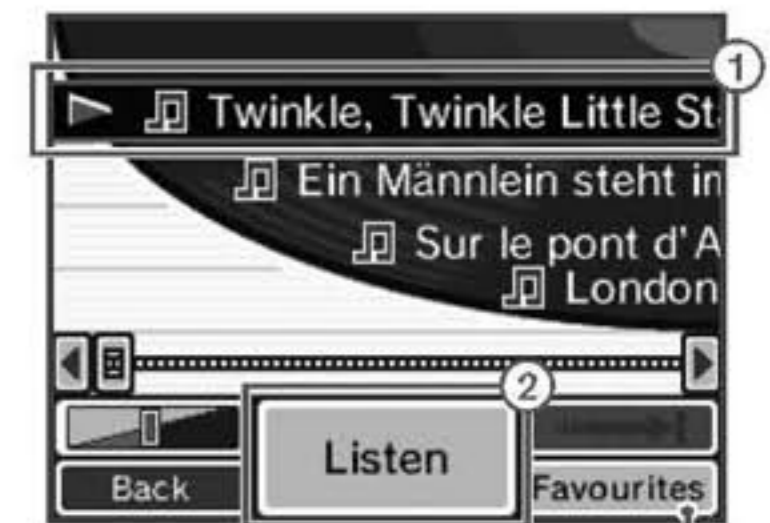 1
Twinkle, Twinkle Little St
Ein Männlein steht in
Sur le pont d'A
London
2
Listen
Back
Favourites